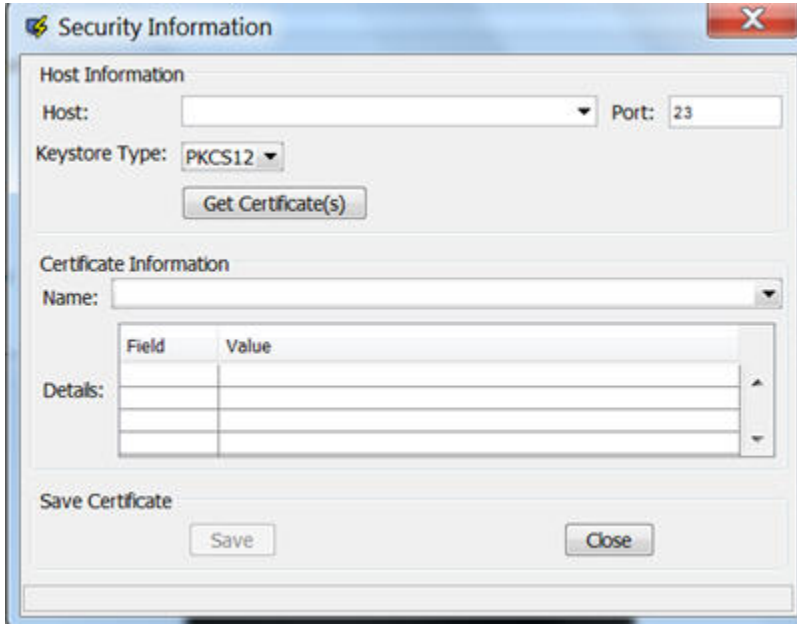 Security Information
Host Information
Host: Port: 23
Keystore Type: PKCS12
Get Certificate(s)
Certificate Information
Name:
Field Value
Details:
Save Certificate
Save Close